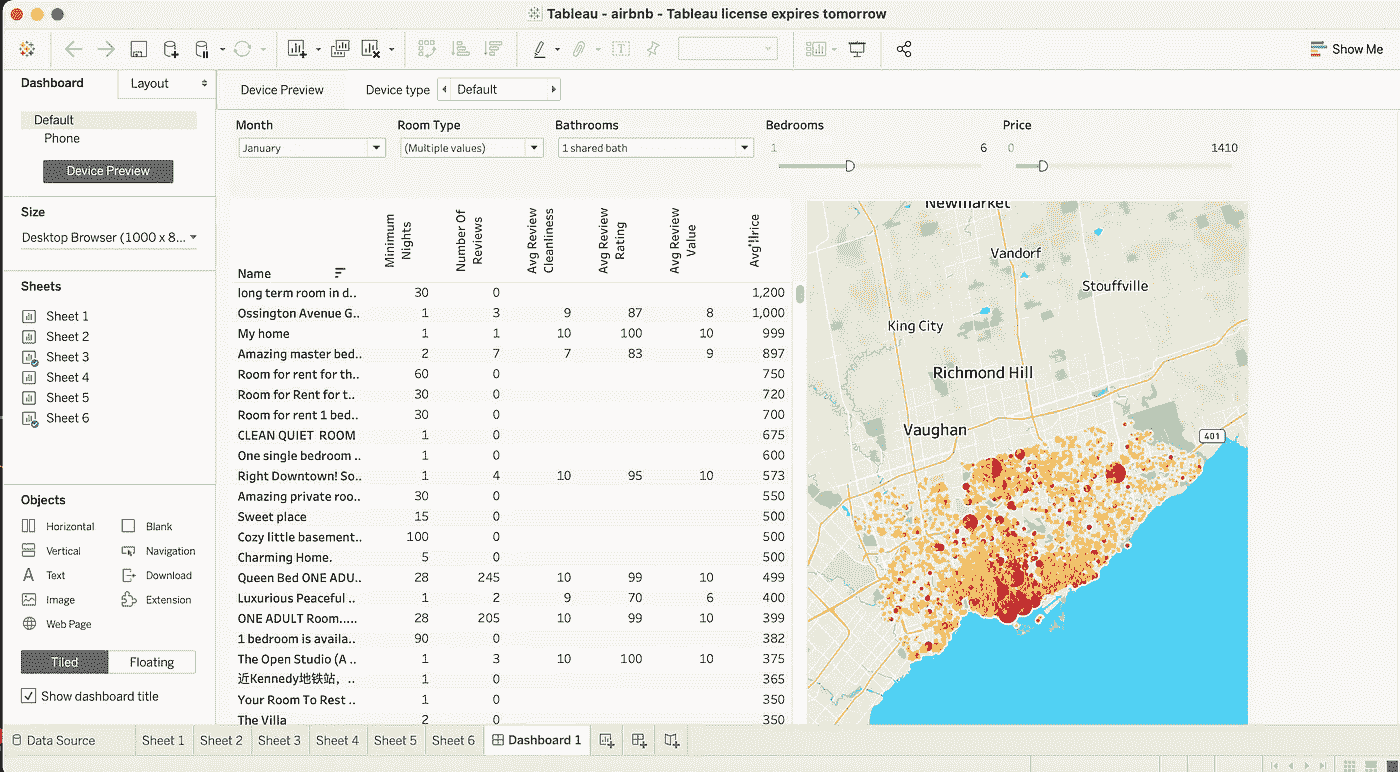 Tableau - airbnb - Tableau license expires tomorrow
Show Me
Dashboard
Layout
Default
Phone
Device Preview
Size
Desktop Browser (1000 x 8...
Sheets
Sheet 1
Sheet 2
Sheet 3
Sheet 4
Sheet 5
Sheet 6
Objects
Horizontal Blank
Vertical Navigation
Text Download
Image Extension
Web Page
Tiled Floating
Show dashboard title
Device Preview Device type Default
Month Room Type Bathrooms Bedrooms Price
January (Multiple values) 1 shared bath 1 6 0 1410
Name
Minimum Nights
Number Of Reviews
Avg Review Cleanliness
Avg Review Rating
Avg Review Value
Avg Price
long term room in d.. 30 0 1,200
Ossington Avenue G.. 1 3 9 87 8 1,000
My home 1 1 10 100 10 999
Amazing master bed.. 2 7 7 83 9 897
Room for rent for th.. 60 0 750
Room for Rent for t.. 30 0 720
Room for rent 1 bed.. 30 0 700
CLEAN QUIET ROOM 1 0 675
One single bedroom .. 1 0 600
Right Downtown! So.. 1 4 10 95 10 573
Amazing private roo.. 30 0 550
Sweet place 15 0 500
Cozy little basement.. 100 0 500
Charming Home. 5 0 500
Queen Bed ONE ADU.. 28 245 10 99 10 499
Luxurious Peaceful .. 1 2 9 70 6 400
ONE ADULT Room..... 28 205 10 99 10 399
1 bedroom is availa.. 90 0 382
The Open Studio (A .. 1 3 10 100 10 375
近Kennedy地铁站，.. 1 0 365
Your Room To Rest .. 1 0 350
The Villa 2 0 350
Newmarket
Vandorf
Stouffville
King City
Richmond Hill
Vaughan
401
Data Source Sheet 1 Sheet 2 Sheet 3 Sheet 4 Sheet 5 Sheet 6 Dashboard 1